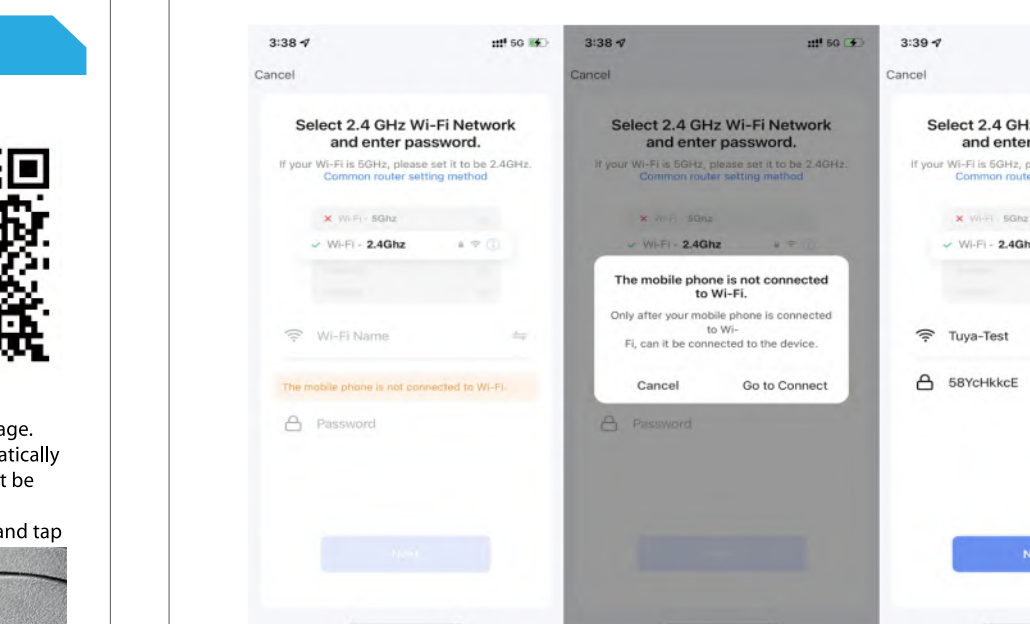 age.
atically
t be
and tap
3:38
5G
Cancel
Select 2.4 GHz Wi-Fi Network
and enter password.
If your Wi-Fi is 5GHz, please set it to be 2.4GHz.
Common router setting method
Wi-Fi - 5Ghz
Wi-Fi - 2.4Ghz
Wi-Fi Name
The mobile phone is not connected to Wi-Fi.
Password
Next
3:38
5G
Cancel
Select 2.4 GHz Wi-Fi Network
and enter password.
If your Wi-Fi is 5GHz, please set it to be 2.4GHz.
Common router setting method
Wi-Fi - 5Ghz
Wi-Fi - 2.4Ghz
The mobile phone is not connected
to Wi-Fi.
Only after your mobile phone is connected
to Wi-
Fi, can it be connected to the device.
Cancel
Go to Connect
Password
3:39
Cancel
Select 2.4 GH
and enter
If your Wi-Fi is 5GHz, p
Common route
Wi-Fi - 5Ghz
Wi-Fi - 2.4Gh
Tuya-Test
58YcHkkcE
N